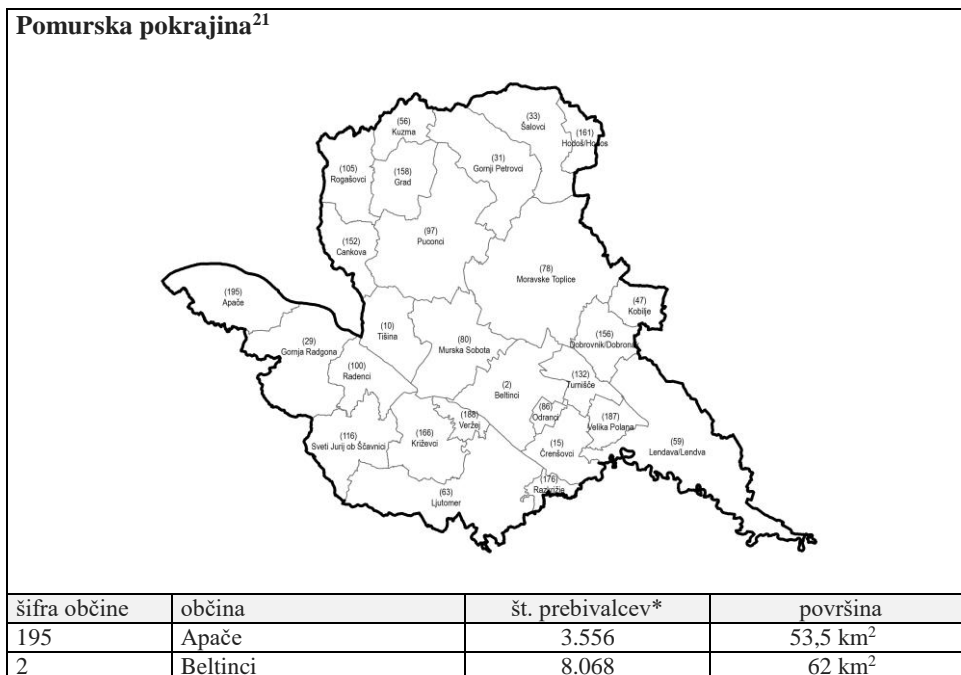 Pomurska pokrajina²¹
(33)
Šalovci
(56)
Kuzma
(161)
Hodoš/Hodos
(31)
Gornji Petrovci
(105)
Rogašovci
(158)
Grad
(97)
Puconci
(152)
Cankova
(78)
Moravske Toplice
(195)
Apače
(47)
Kobilje
(10)
Tišina
(156)
Dobrovnik/Dobronak
(29)
Gornja Radgona
(80)
Murska Sobota
(100)
Radenci
(132)
Turnišče
(2)
Beltinci
(86)
Odranci
(187)
Velika Polana
(188)
Veržej
(116)
Sveti Jurij ob Ščavnici
(166)
Križevci
(15)
Črenšovci
(59)
Lendava/Lendva
(176)
Razkrižje
(63)
Ljutomer
šifra občine občina št. prebivalcev* površina
195 Apače 3.556 53,5 km²
2 Beltinci 8.068 62 km²